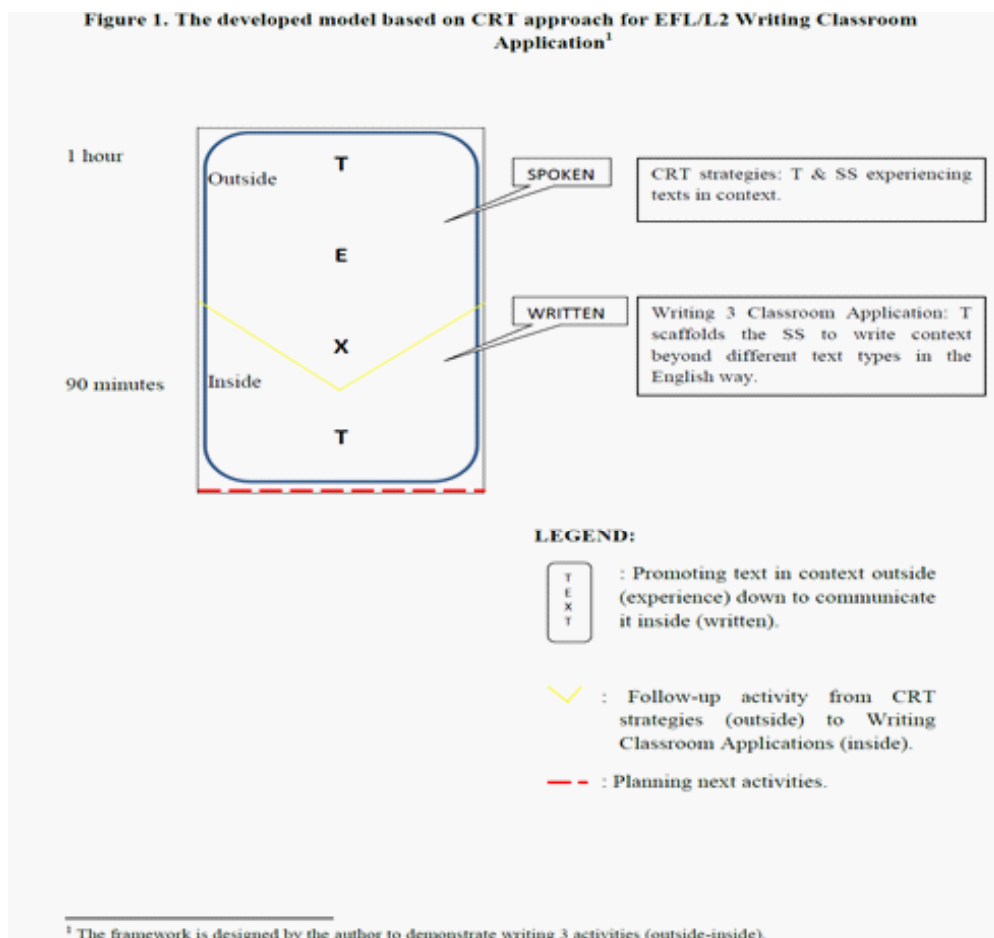 Figure 1. The developed model based on CRT approach for EFL/L2 Writing Classroom
Application1
1 hour
Outside
T
E
X
T
SPOKEN
CRT strategies: T & SS experiencing
texts in context.
WRITTEN
Writing 3 Classroom Application: T
scaffolds the SS to write context
beyond different text types in the
English way.
90 minutes
Inside
LEGEND:
T
E
X
T
: Promoting text in context outside
(experience) down to communicate
it inside (written).
: Follow-up activity from CRT
strategies (outside) to Writing
Classroom Applications (inside).
: Planning next activities.
1 The framework is designed by the author to demonstrate writing 3 activities (outside-inside).